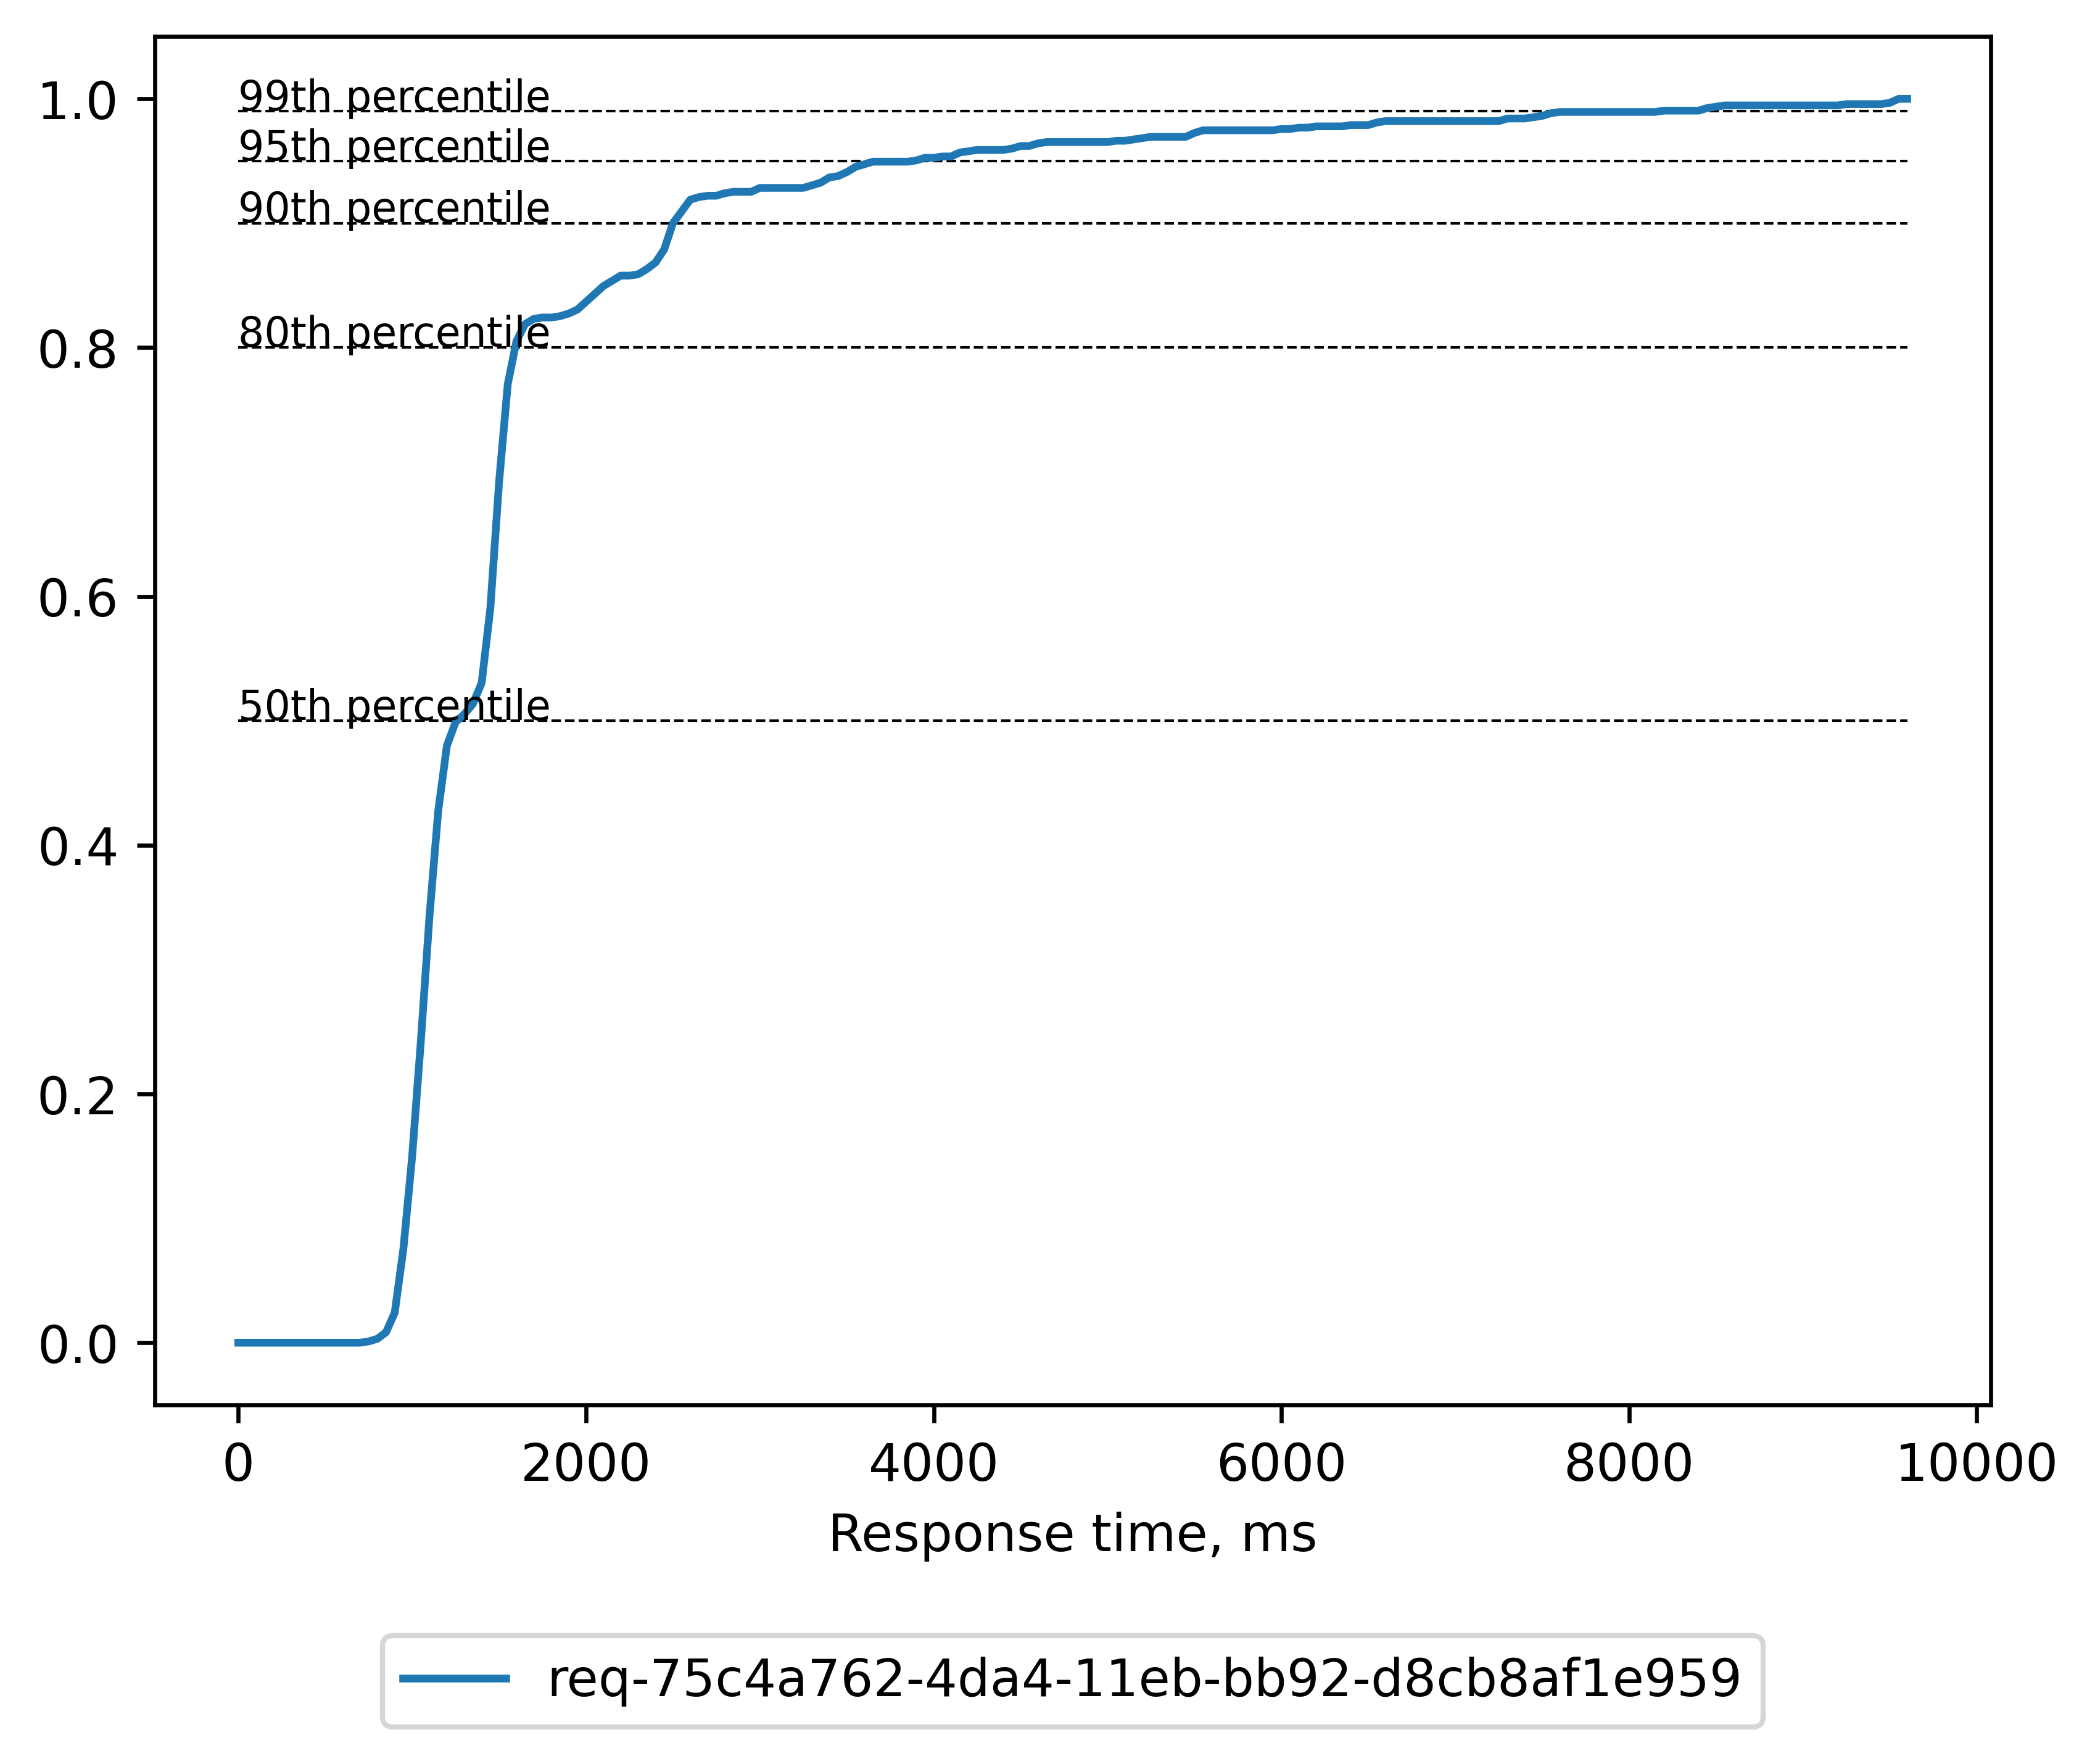 1.0
99th percentile
95th percentile
90th percentile
0.8
80th percentile
0.6
50th percentile
0.4
0.2
0.0
0 2000 4000 6000 8000 10000
Response time, ms
req-75c4a762-4da4-11eb-bb92-d8cb8af1e959